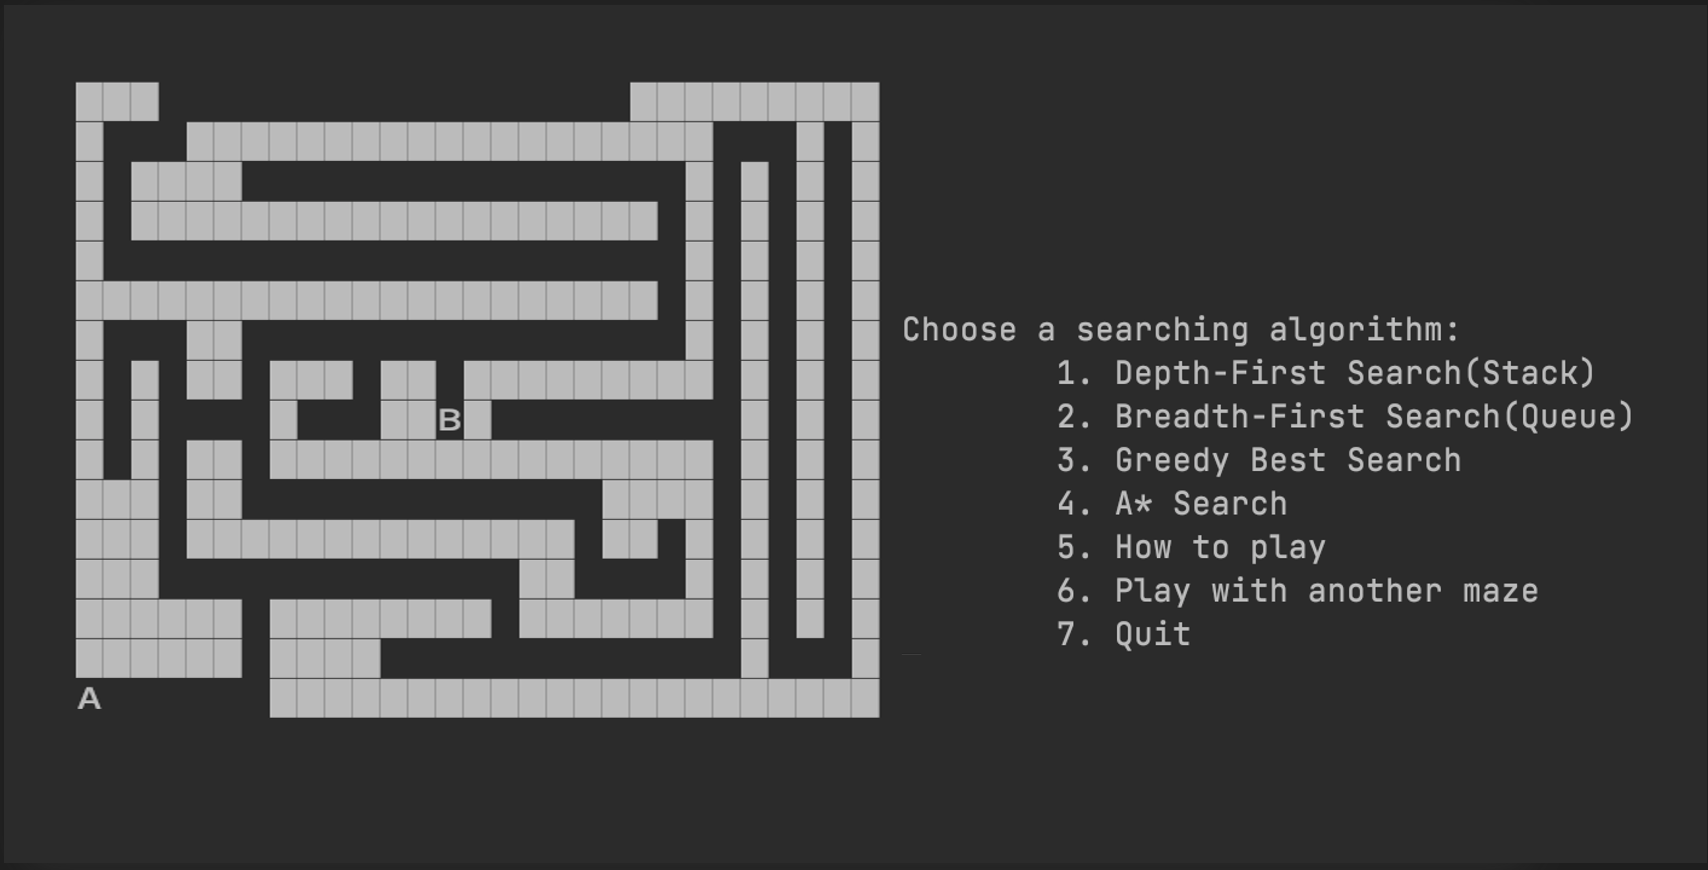 Choose a searching algorithm:
1. Depth-First Search(Stack)
B
2. Breadth-First Search(Queue)
3. Greedy Best Search
4. A* Search
5. How to play
6. Play with another maze
7. Quit
A